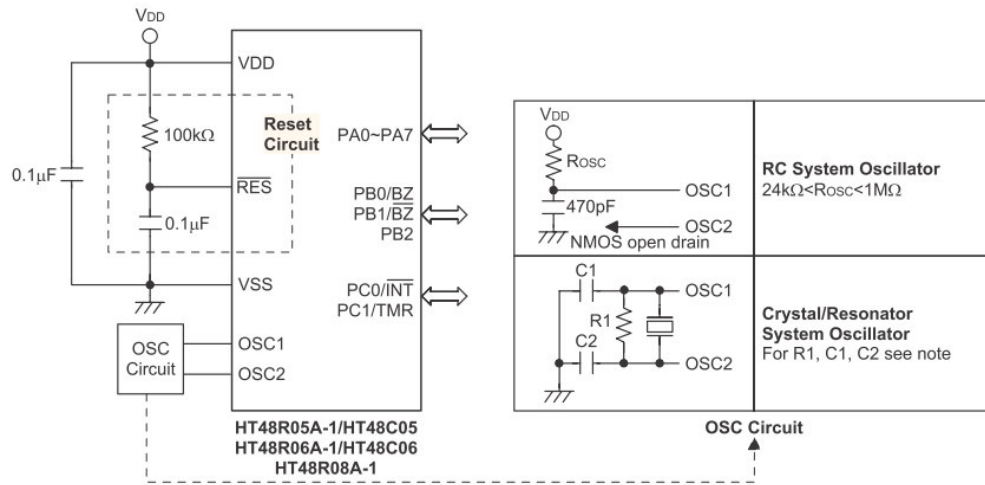 VDD
VDD
Reset
Circuit
100kΩ
0.1μF
R̅E̅S̅
0.1μF
VSS
PA0~PA7
PB0/BZ
PB1/B̅Z̅
PB2
PC0/I̅N̅T̅
PC1/TMR
OSC
Circuit
OSC1
OSC2
HT48R05A-1/HT48C05
HT48R06A-1/HT48C06
HT48R08A-1
VDD
ROSC
OSC1
470pF
OSC2
NMOS open drain
RC System Oscillator
24kΩ<ROSC<1MΩ
C1
OSC1
R1
C2
OSC2
Crystal/Resonator
System Oscillator
For R1, C1, C2 see note
OSC Circuit